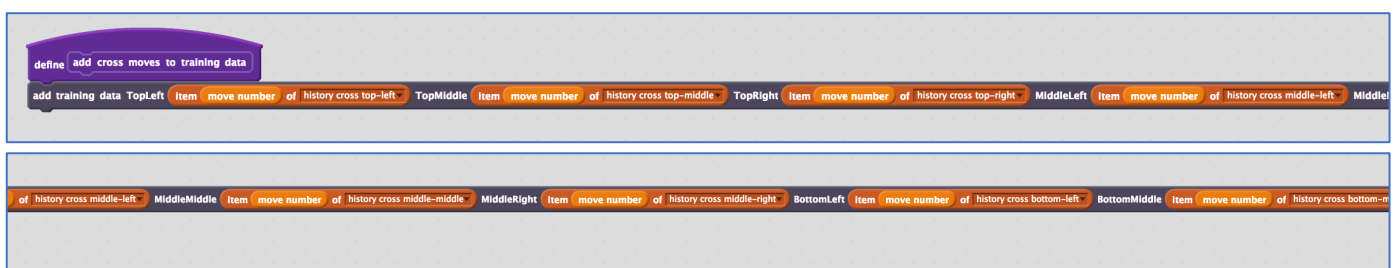 define add cross moves to training data
add training data TopLeft item move number of history cross top-left TopMiddle item move number of history cross top-middle TopRight item move number of history cross top-right MiddleLeft item move number of history cross middle-left
of history cross middle-left MiddleMiddle item move number of history cross middle-middle MiddleRight item move number of history cross middle-right BottomLeft item move number of history cross bottom-left BottomMiddle item move number of history cross